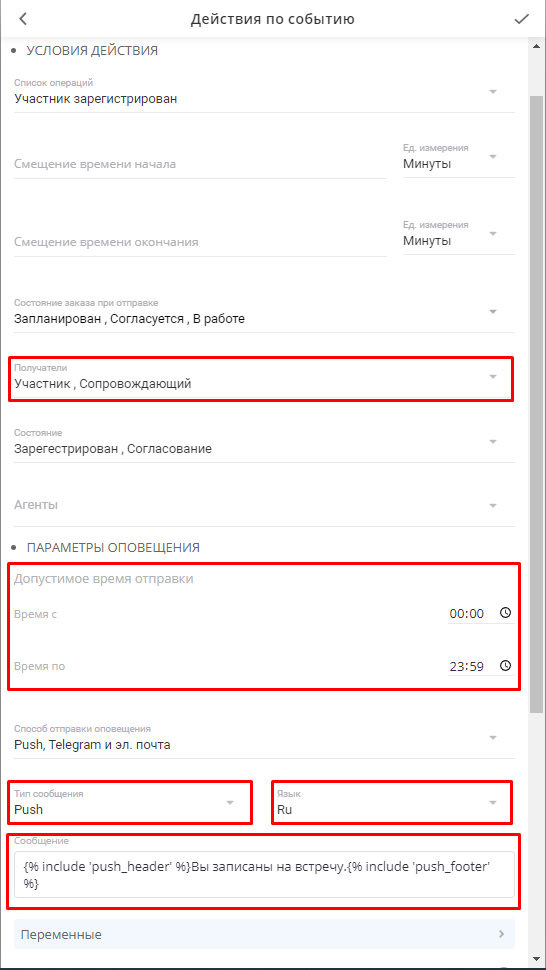 Действия по событию
УСЛОВИЯ ДЕЙСТВИЯ
Список операций
Участник зарегистрирован
Смещение времени начала
Ед. измерения
Минуты
Смещение времени окончания
Ед. измерения
Минуты
Состояние заказа при отправке
Запланирован , Согласуется , В работе
Получатели
Участник , Сопровождающий
Состояние
Зарегестрирован , Согласование
Агенты
ПАРАМЕТРЫ ОПОВЕЩЕНИЯ
Допустимое время отправки
Время с
00:00
Время по
23:59
Способ отправки оповещения
Push, Telegram и эл. почта
Тип сообщения
Push
Язык
Ru
Сообщение
{% include 'push_header' %}Вы записаны на встречу.{% include 'push_footer'
%}
Переменные